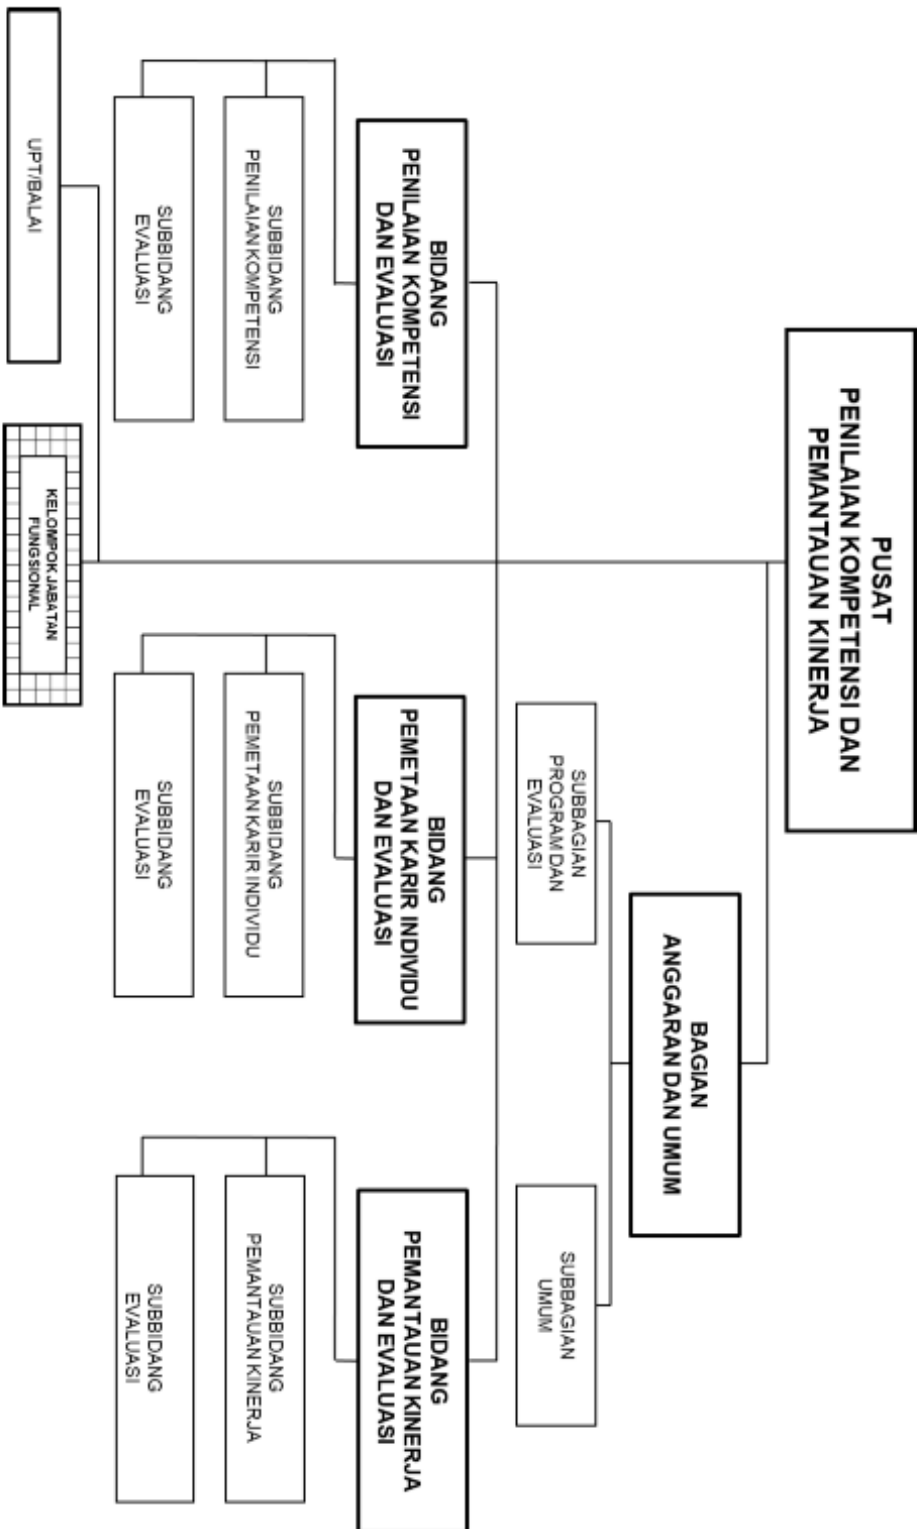 PUSAT
PENILAIAN KOMPETENSI DAN
PEMANTAUAN KINERJA
BAGIAN
ANGGARAN DAN UMUM
SUBBAGIAN
PROGRAM DAN
EVALUASI
SUBBAGIAN
UMUM
BIDANG
PENILAIAN KOMPETENSI
DAN EVALUASI
SUBBIDANG
PENILAIAN KOMPETENSI
SUBBIDANG
EVALUASI
BIDANG
PEMETAAN KARIR INDIVIDU
DAN EVALUASI
SUBBIDANG
PEMETAAN KARIR INDIVIDU
SUBBIDANG
EVALUASI
BIDANG
PEMANTAUAN KINERJA
DAN EVALUASI
SUBBIDANG
PEMANTAUAN KINERJA
SUBBIDANG
EVALUASI
UPT/BALAI
KELOMPOK JABATAN
FUNGSIONAL